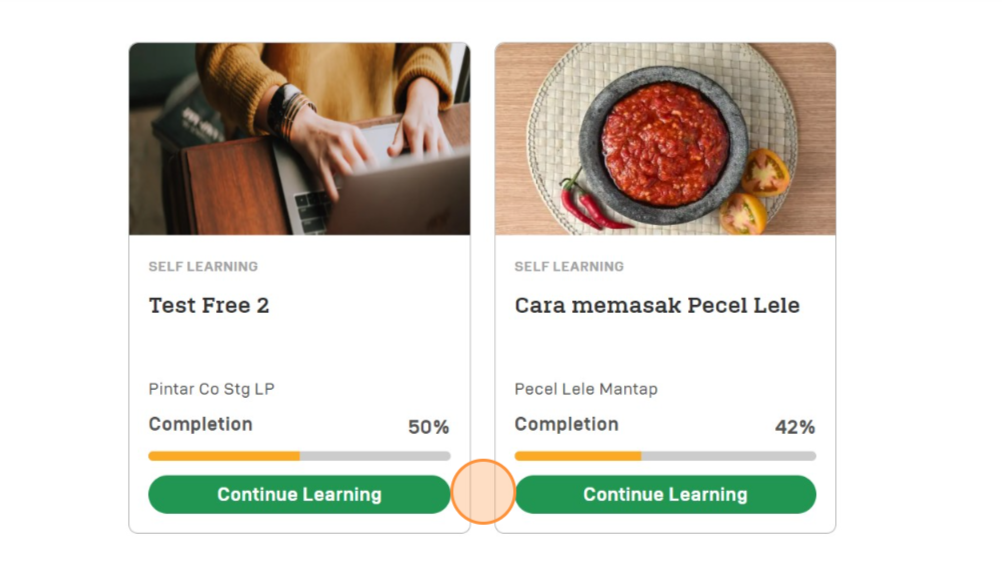 SELF LEARNING
Test Free 2
Pintar Co Stg LP
Completion 50%
Continue Learning
SELF LEARNING
Cara memasak Pecel Lele
Pecel Lele Mantap
Completion 42%
Continue Learning